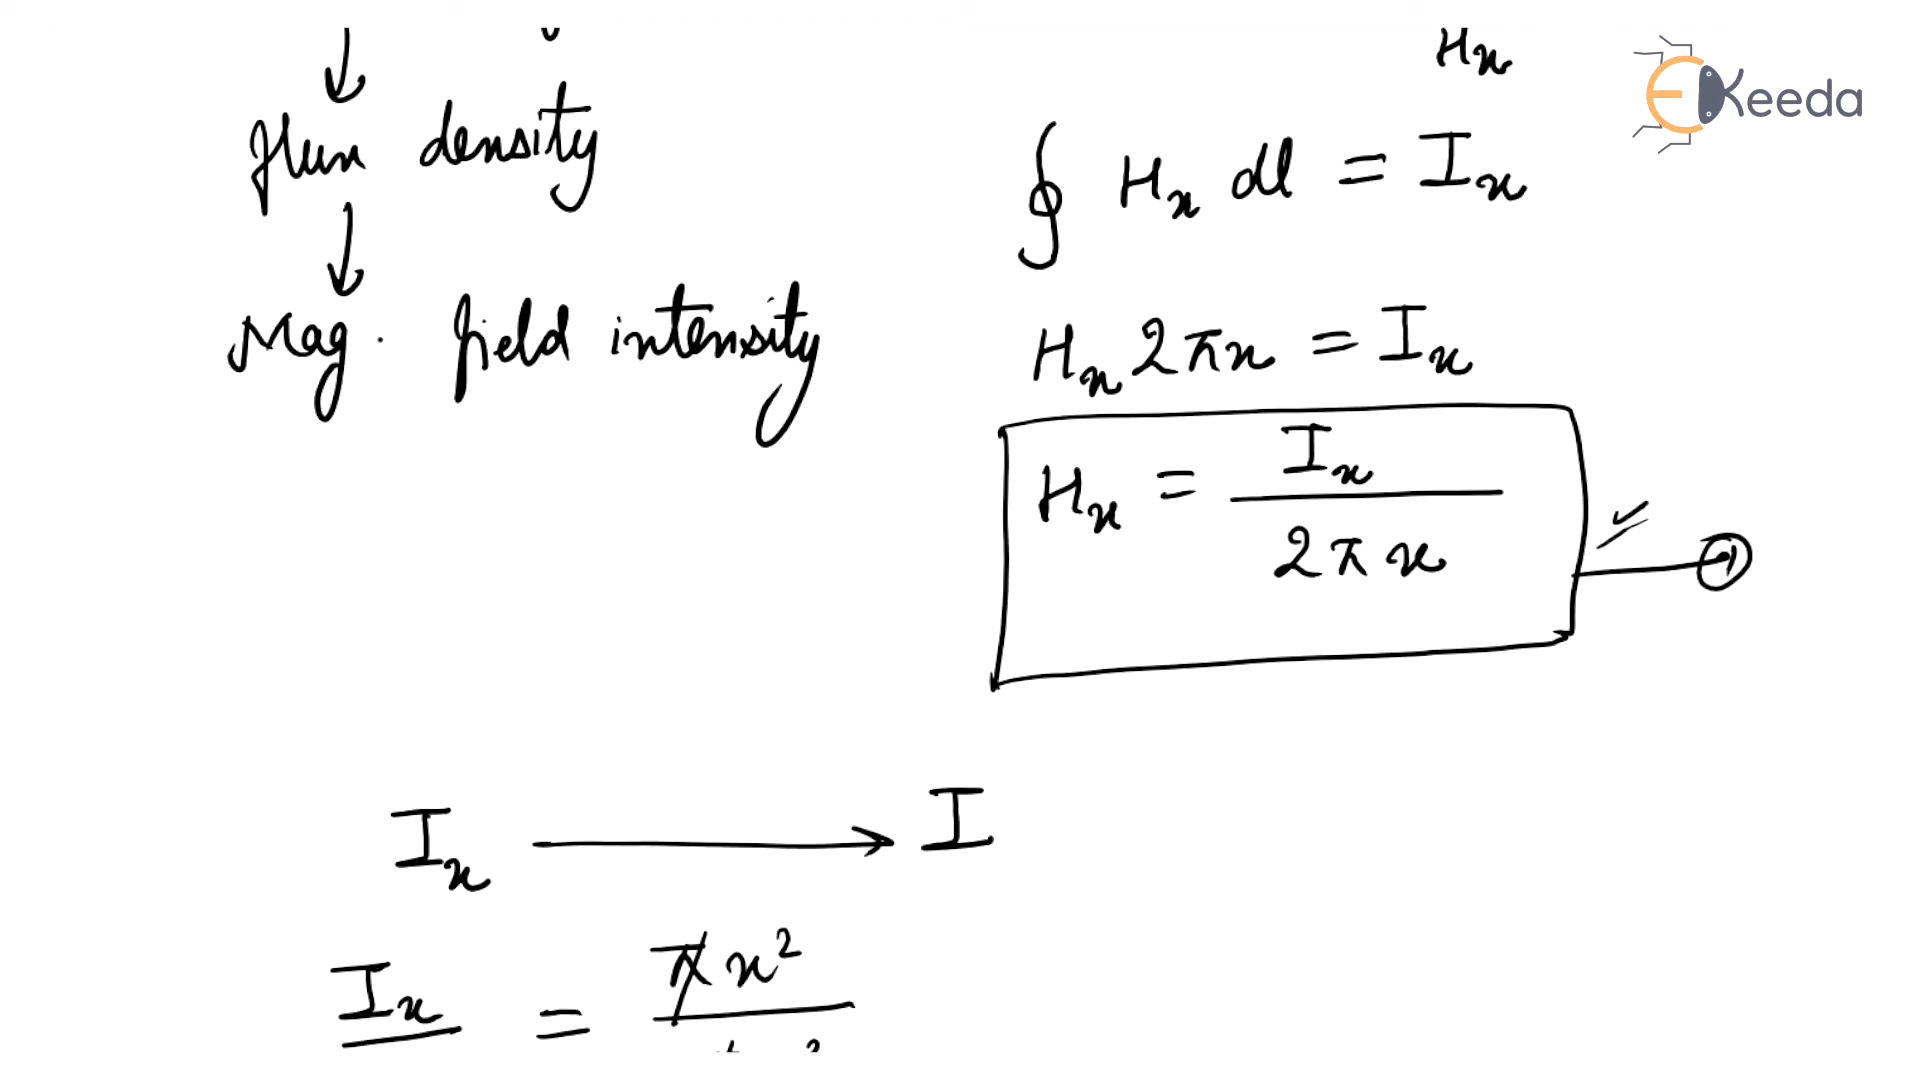 Flux density
Mag. field intensity
Hx
EKeeda
∮ Hx dl = Ix
Hx 2πx = Ix
Hx = Ix / 2πx
Ix → I
Ix = πx²